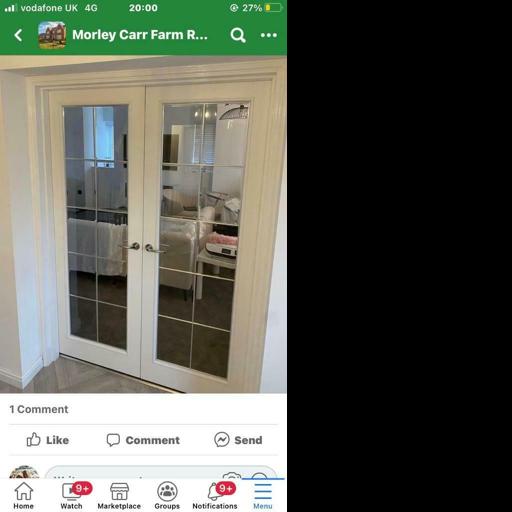 vodafone UK 4G 20:00 27%
Morley Carr Farm R...
1 Comment
Like Comment Send
9+ 9+
Home Watch Marketplace Groups Notifications Menu